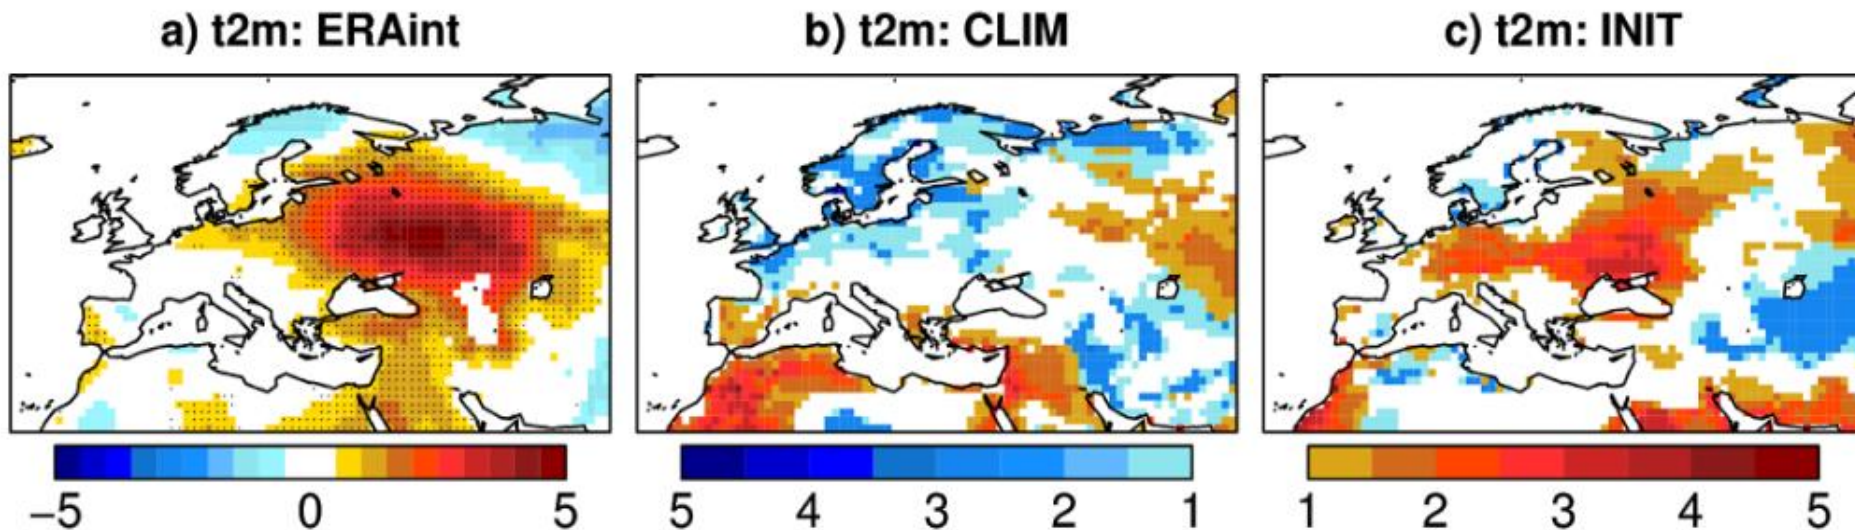 a) t2m: ERAint
b) t2m: CLIM
c) t2m: INIT
−5 0 5
5 4 3 2 1
1 2 3 4 5